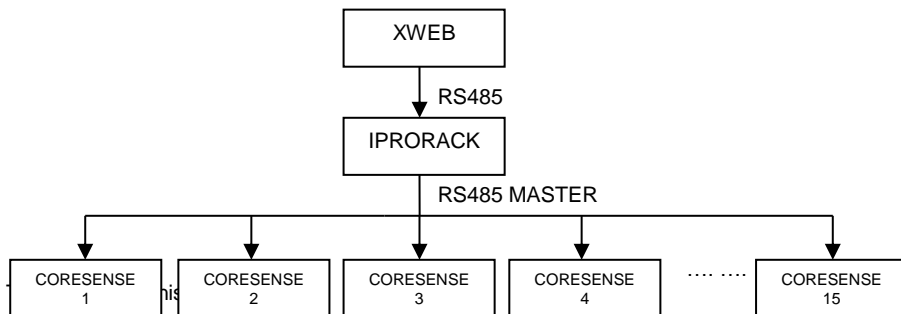 XWEB
RS485
IPRORACK
RS485 MASTER
CORESENSE
1
CORESENSE
2
CORESENSE
3
CORESENSE
4
.... ....
CORESENSE
15